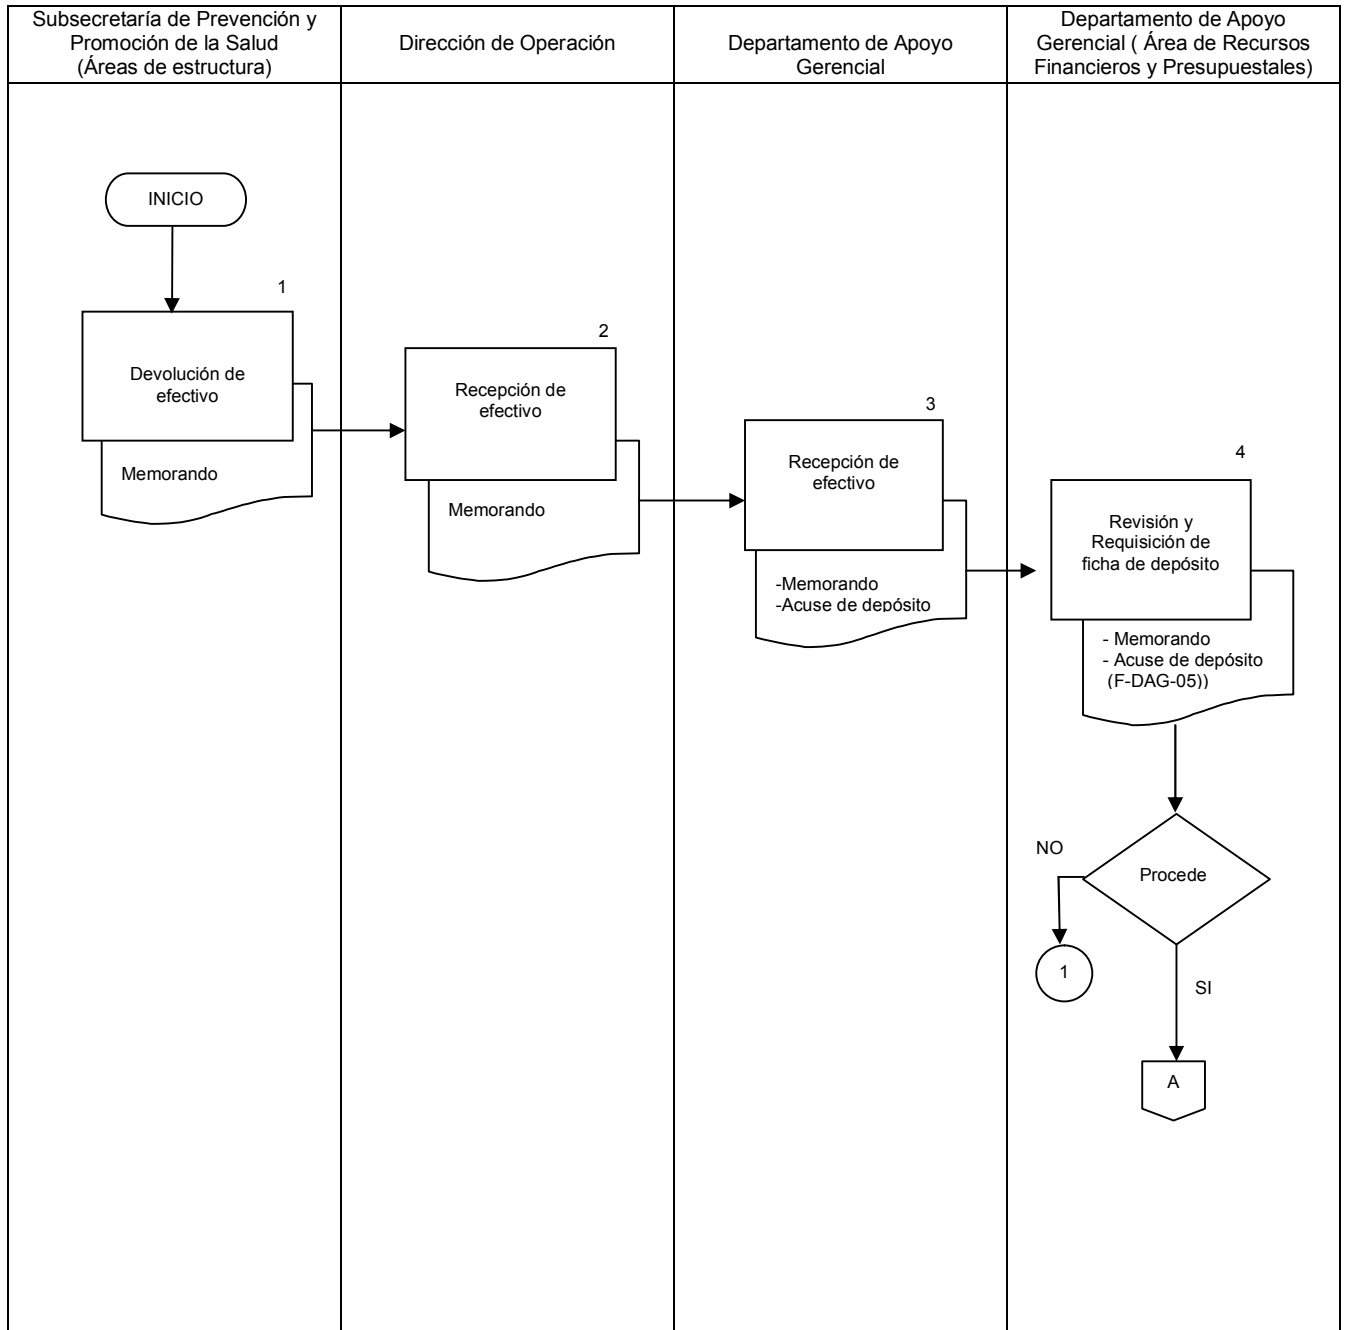 Subsecretaría de Prevención y
Promoción de la Salud
(Áreas de estructura)
Dirección de Operación
Departamento de Apoyo
Gerencial
Departamento de Apoyo
Gerencial ( Área de Recursos
Financieros y Presupuestales)
INICIO
1
Devolución de
efectivo
Memorando
2
Recepción de
efectivo
Memorando
3
Recepción de
efectivo
-Memorando
-Acuse de depósito
4
Revisión y
Requisición de
ficha de depósito
- Memorando
- Acuse de depósito
(F-DAG-05))
Procede
NO
1
SI
A